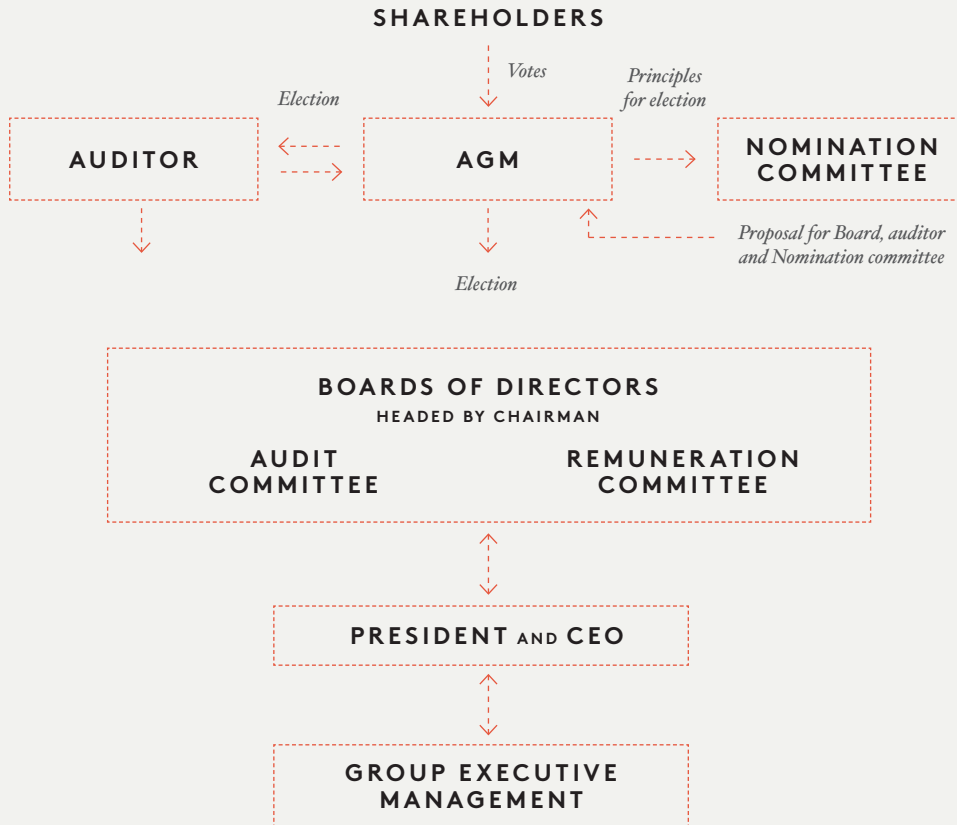 SHAREHOLDERS
Votes
Principles
for election
Election
AUDITOR
AGM
NOMINATION
COMMITTEE
Proposal for Board, auditor
and Nomination committee
Election
BOARDS OF DIRECTORS
HEADED BY CHAIRMAN
AUDIT
COMMITTEE
REMUNERATION
COMMITTEE
PRESIDENT AND CEO
GROUP EXECUTIVE
MANAGEMENT